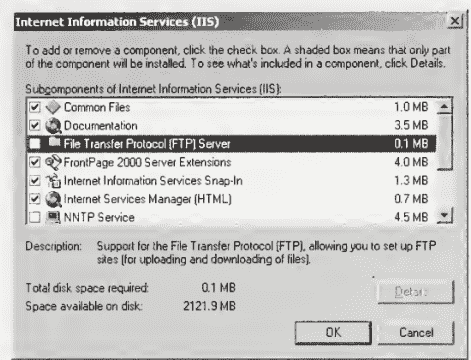 Internet Information Services (IIS)
To add or remove a component, click the check box. A shaded box means that only part
of the component will be installed. To see what's included in a component, click Details.
Subcomponents of Internet Information Services (IIS):
Common Files 1.0 MB
Documentation 3.5 MB
File Transfer Protocol (FTP) Server 0.1 MB
FrontPage 2000 Server Extensions 4.0 MB
Internet Information Services Snap-In 1.3 MB
Internet Services Manager (HTML) 0.7 MB
NNTP Service 4.5 MB
Description: Support for the File Transfer Protocol (FTP), allowing you to set up FTP
sites (for uploading and downloading of files).
Total disk space required: 0.1 MB
Space available on disk: 2121.9 MB
Details
OK Cancel